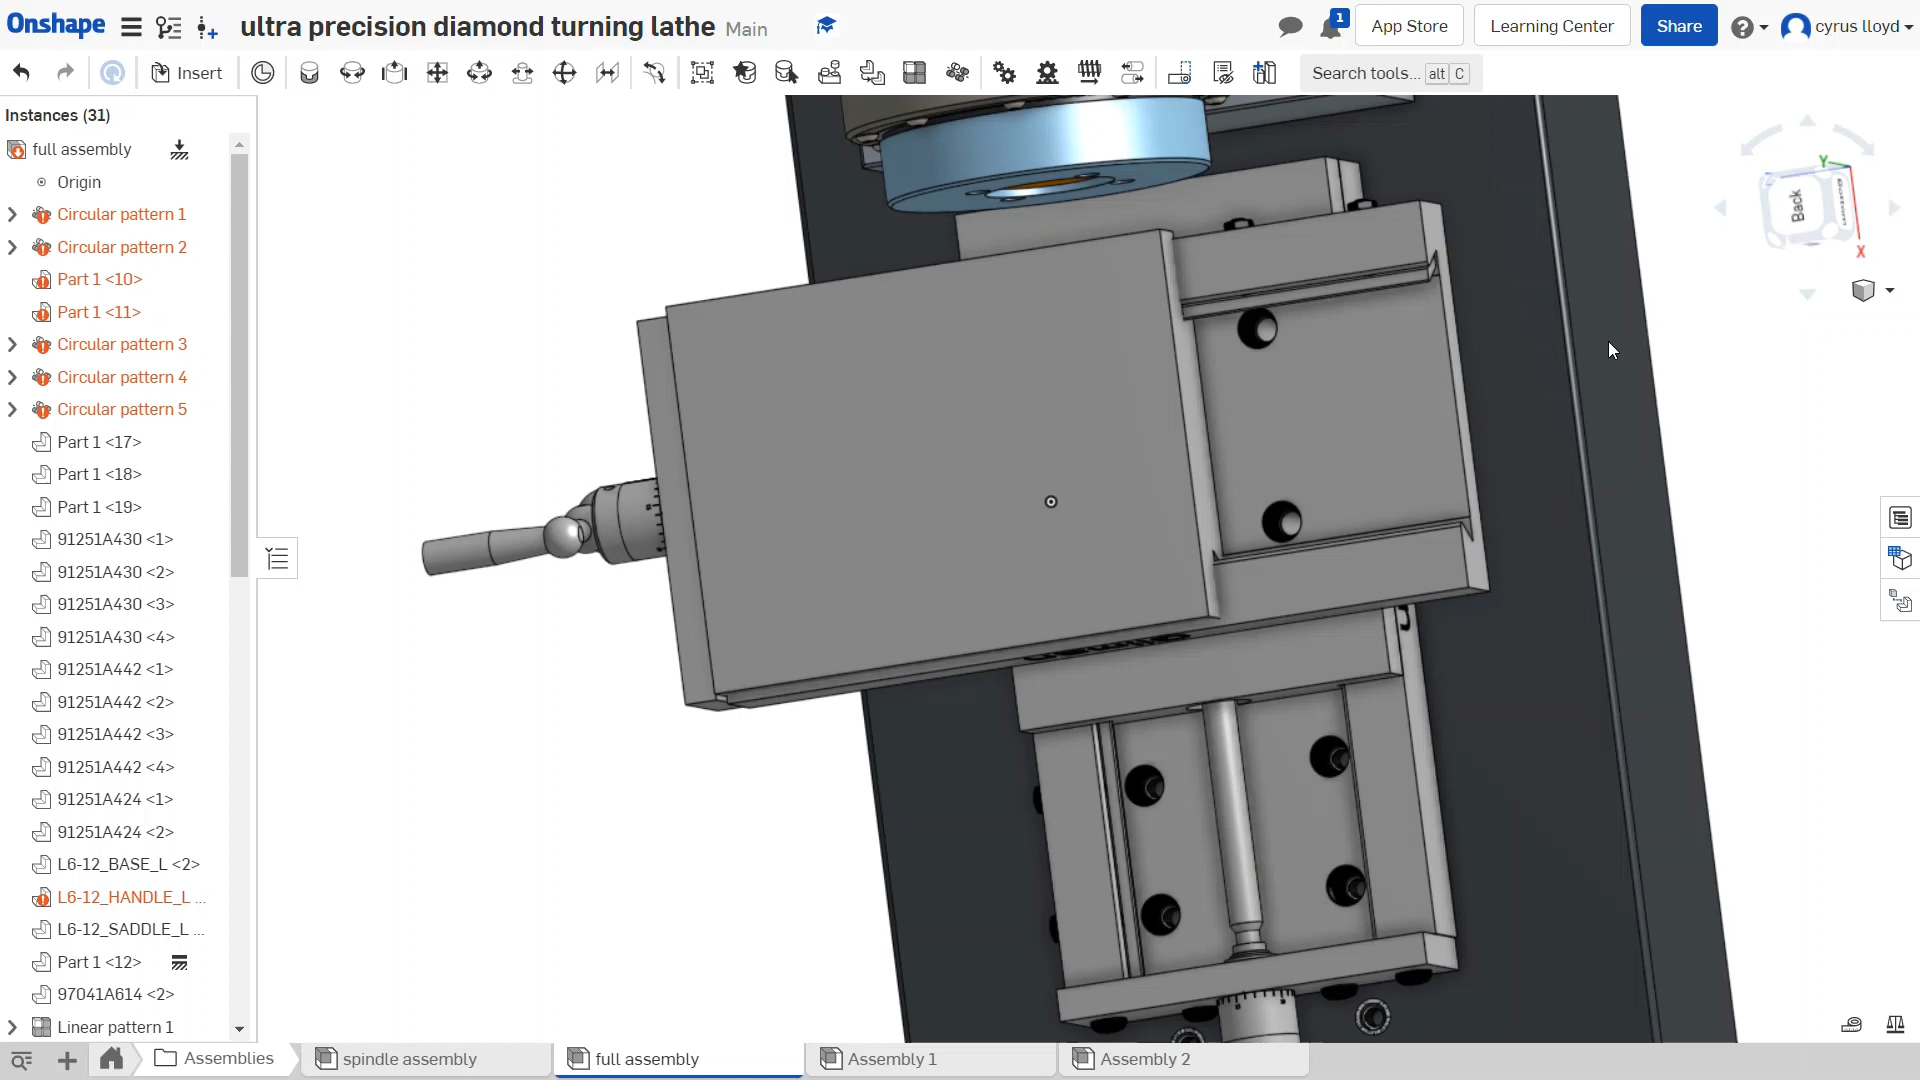 Onshape
ultra precision diamond turning lathe Main
1
App Store
Learning Center
Share
cyrus lloyd
Insert
Search tools... alt C
Instances (31)
full assembly
Origin
Circular pattern 1
Circular pattern 2
Part 1 <10>
Part 1 <11>
Circular pattern 3
Circular pattern 4
Circular pattern 5
Part 1 <17>
Part 1 <18>
Part 1 <19>
91251A430 <1>
91251A430 <2>
91251A430 <3>
91251A430 <4>
91251A442 <1>
91251A442 <2>
91251A442 <3>
91251A442 <4>
91251A424 <1>
91251A424 <2>
L6-12_BASE_L <2>
L6-12_HANDLE_L ...
L6-12_SADDLE_L ...
Part 1 <12>
97041A614 <2>
Linear pattern 1
Y
Z
Back
Bottom
X
Assemblies
spindle assembly
full assembly
Assembly 1
Assembly 2